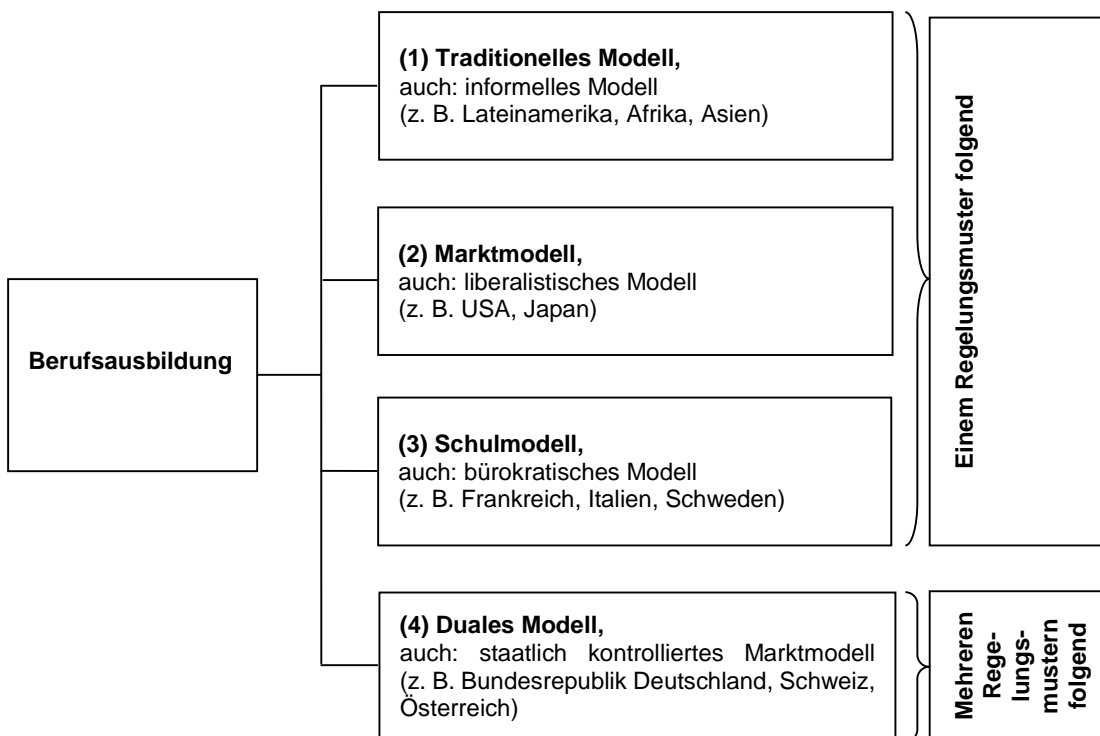 Berufsausbildung
(1) Traditionelles Modell,
auch: informelles Modell
(z. B. Lateinamerika, Afrika, Asien)
(2) Marktmodell,
auch: liberalistisches Modell
(z. B. USA, Japan)
(3) Schulmodell,
auch: bürokratisches Modell
(z. B. Frankreich, Italien, Schweden)
(4) Duales Modell,
auch: staatlich kontrolliertes Marktmodell
(z. B. Bundesrepublik Deutschland, Schweiz,
Österreich)
Einem Regelungsmuster folgend
Mehreren
Rege-
lungs-
mustern
folgend